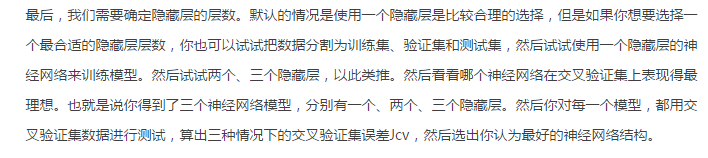 最后，我们需要确定隐藏层的层数。默认的情况是使用一个隐藏层是比较合理的选择，但是如果你想要选择一
个最合适的隐藏层层数，你也可以试试把数据分割为训练集、验证集和测试集，然后试试使用一个隐藏层的神
经网络来训练模型。然后试试两个、三个隐藏层，以此类推。然后看看哪个神经网络在交叉验证集上表现得最
理想。也就是说你得到了三个神经网络模型，分别有一个、两个、三个隐藏层。然后你对每一个模型，都用交
叉验证集数据进行测试，算出三种情况下的交叉验证集误差Jcv，然后选出你认为最好的神经网络结构。